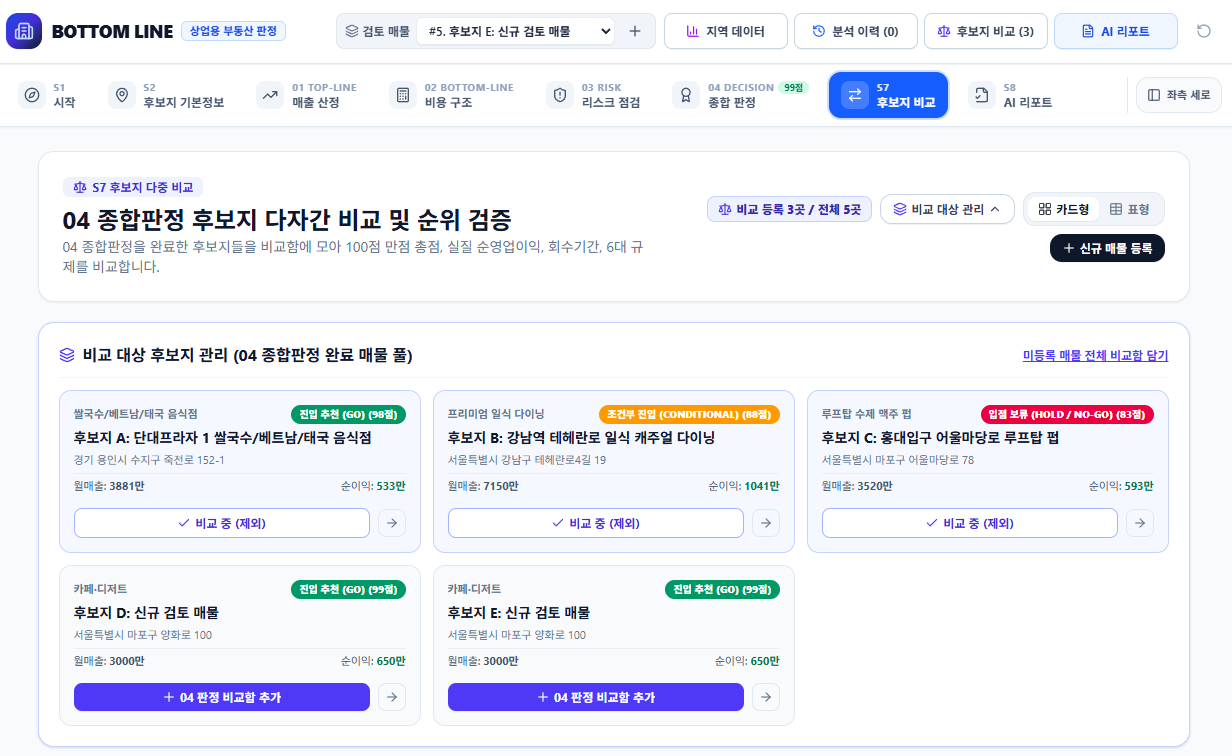 BOTTOM LINE
상업용 부동산 판정
검토 매물
#5. 후보지 E: 신규 검토 매물
지역 데이터
분석 이력 (0)
후보지 비교 (3)
AI 리포트
S1
시작
S2
후보지 기본정보
01 TOP-LINE
매출 산정
02 BOTTOM-LINE
비용 구조
03 RISK
리스크 점검
04 DECISION 99점
종합 판정
S7
후보지 비교
S8
AI 리포트
좌측 세로
S7 후보지 다중 비교
04 종합판정 후보지 다자간 비교 및 순위 검증
04 종합판정을 완료한 후보지들을 비교함에 모아 100점 만점 총점, 실질 순영업이익, 회수기간, 6대 규
제를 비교합니다.
비교 등록 3곳 / 전체 5곳
비교 대상 관리
카드형
표형
+ 신규 매물 등록
비교 대상 후보지 관리 (04 종합판정 완료 매물 풀)
미등록 매물 전체 비교함 담기
쌀국수/베트남/태국 음식점
진입 추천 (GO) (98점)
후보지 A: 단대프라자 1 쌀국수/베트남/태국 음식점
경기 용인시 수지구 죽전로 152-1
월매출: 3881만
순이익: 533만
비교 중 (제외)
프리미엄 일식 다이닝
조건부 진입 (CONDITIONAL) (88점)
후보지 B: 강남역 테헤란로 일식 캐주얼 다이닝
서울특별시 강남구 테헤란로4길 19
월매출: 7150만
순이익: 1041만
비교 중 (제외)
루프탑 수제 맥주 펍
입점 보류 (HOLD / NO-GO) (83점)
후보지 C: 홍대입구 어울마당로 루프탑 펍
서울특별시 마포구 어울마당로 78
월매출: 3520만
순이익: 593만
비교 중 (제외)
카페·디저트
진입 추천 (GO) (99점)
후보지 D: 신규 검토 매물
서울특별시 마포구 양화로 100
월매출: 3000만
순이익: 650만
+ 04 판정 비교함 추가
카페·디저트
진입 추천 (GO) (99점)
후보지 E: 신규 검토 매물
서울특별시 마포구 양화로 100
월매출: 3000만
순이익: 650만
+ 04 판정 비교함 추가